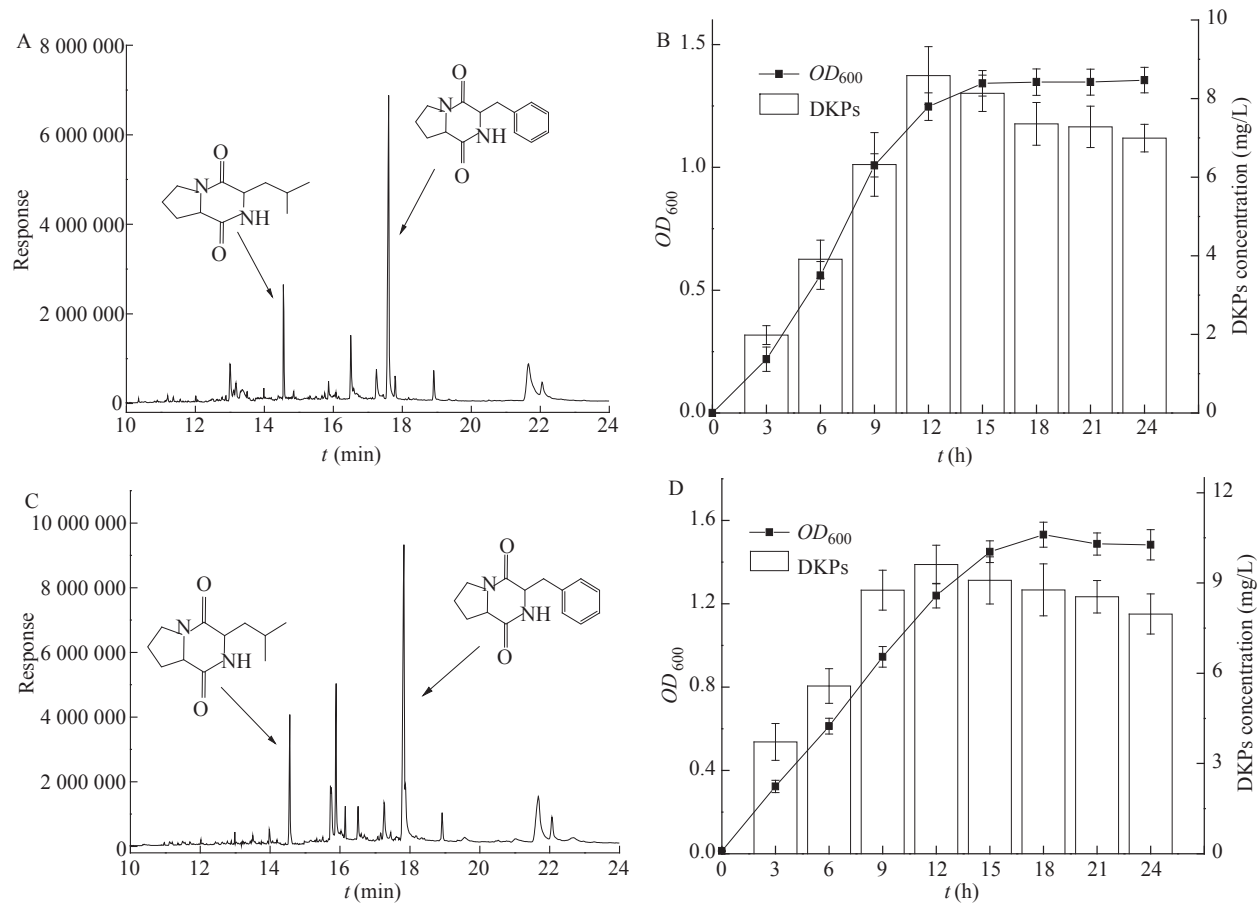 A
8 000 000
6 000 000
4 000 000
2 000 000
0
Response
10 12 14 16 18 20 22 24
t (min)
O
N
NH
O
O
N
NH
O
B
1.5
1.0
0.5
0.0
OD600
OD600
DKPs
10
8
6
4
2
0
DKPs concentration (mg/L)
0 3 6 9 12 15 18 21 24
t (h)
C
10 000 000
8 000 000
6 000 000
4 000 000
2 000 000
0
Response
10 12 14 16 18 20 22 24
t (min)
O
N
NH
O
O
N
NH
O
D
1.6
1.2
0.8
0.4
0.0
OD600
OD600
DKPs
12
9
6
3
0
DKPs concentration (mg/L)
0 3 6 9 12 15 18 21 24
t (h)